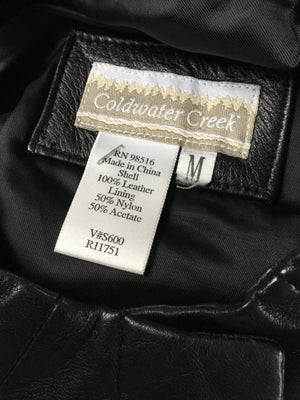 Coldwater Creek
M
RN 98516
Made in China
Shell
100% Leather
Lining
50% Nylon
50% Acetate
V#S600
R11751